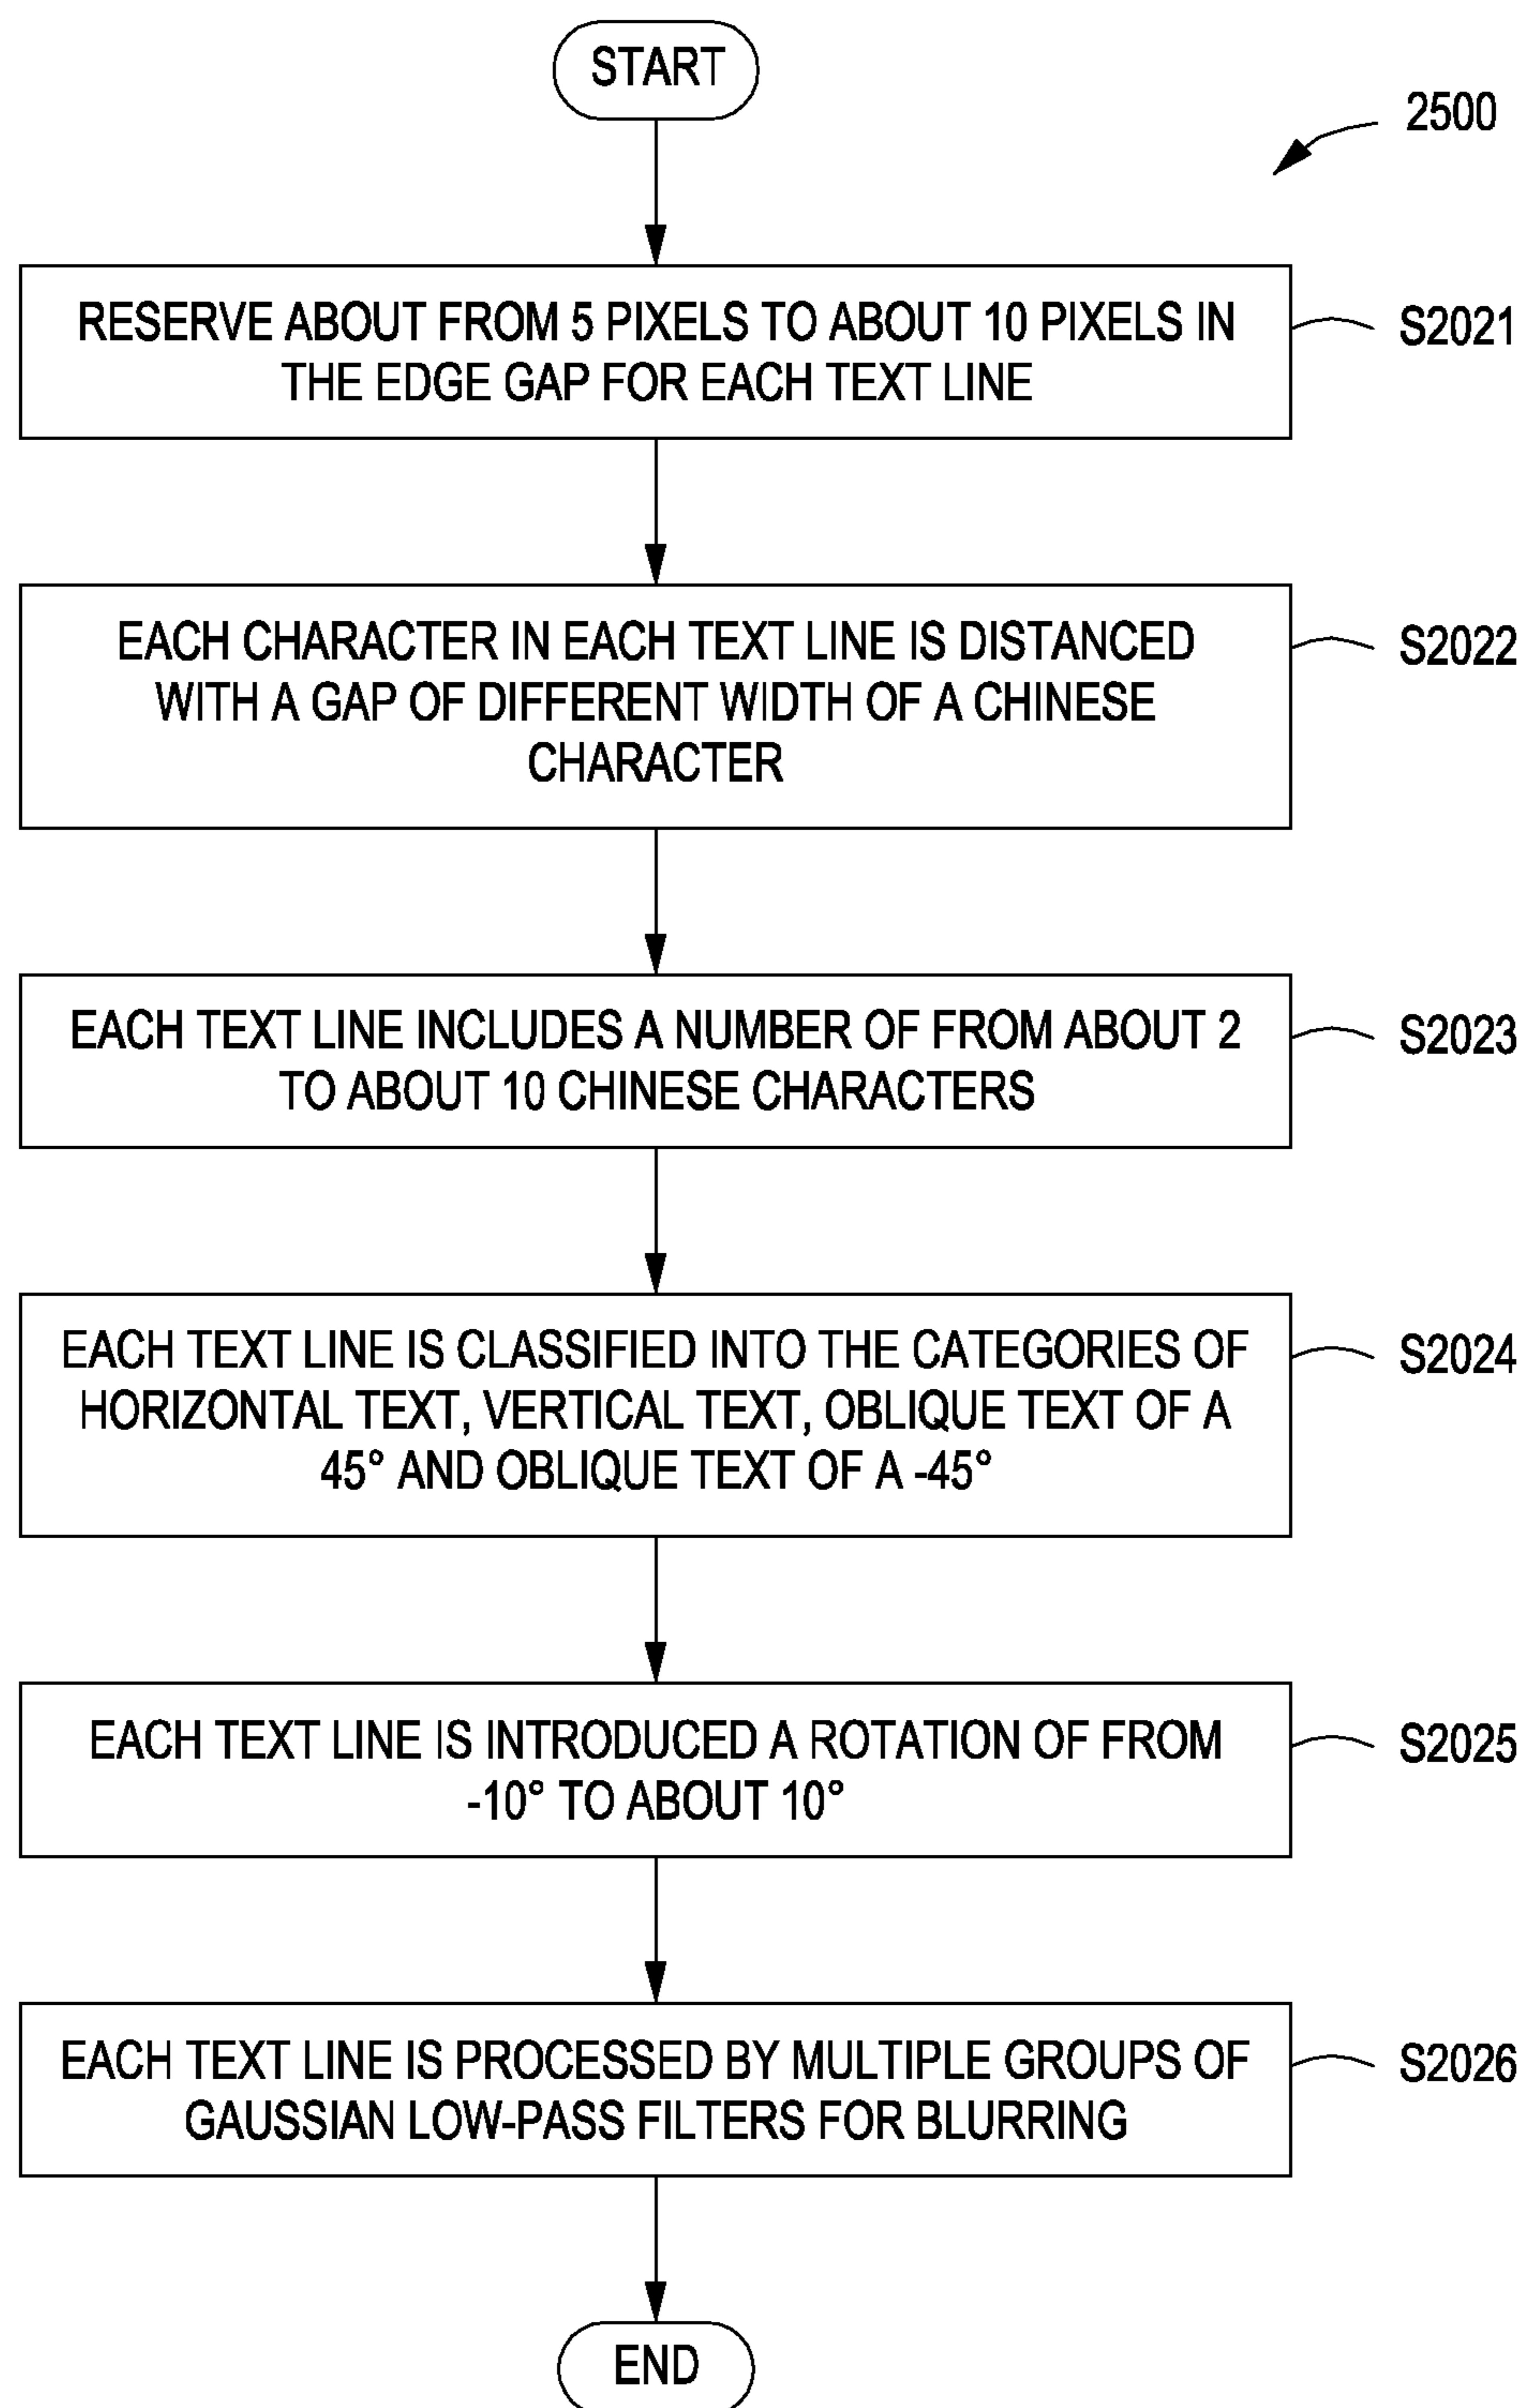 START
2500
RESERVE ABOUT FROM 5 PIXELS TO ABOUT 10 PIXELS IN
THE EDGE GAP FOR EACH TEXT LINE
S2021
EACH CHARACTER IN EACH TEXT LINE IS DISTANCED
WITH A GAP OF DIFFERENT WIDTH OF A CHINESE
CHARACTER
S2022
EACH TEXT LINE INCLUDES A NUMBER OF FROM ABOUT 2
TO ABOUT 10 CHINESE CHARACTERS
S2023
EACH TEXT LINE IS CLASSIFIED INTO THE CATEGORIES OF
HORIZONTAL TEXT, VERTICAL TEXT, OBLIQUE TEXT OF A
45° AND OBLIQUE TEXT OF A -45°
S2024
EACH TEXT LINE IS INTRODUCED A ROTATION OF FROM
-10° TO ABOUT 10°
S2025
EACH TEXT LINE IS PROCESSED BY MULTIPLE GROUPS OF
GAUSSIAN LOW-PASS FILTERS FOR BLURRING
S2026
END